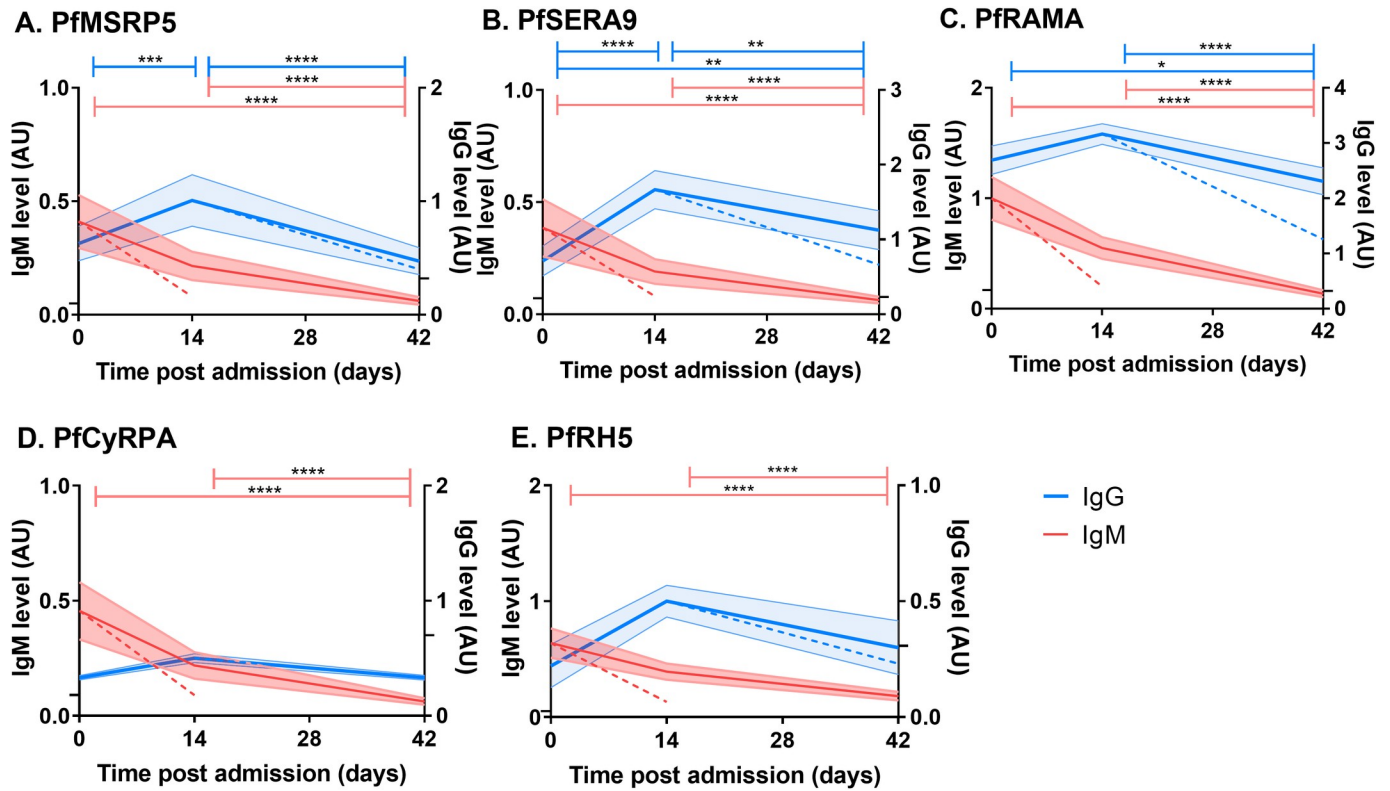 A. PfMSRP5
*** ****
****
****
1.0
0.5
0.0
IgM level (AU)
2
1
0
IgG level (AU)
0 14 28 42
Time post admission (days)
B. PfSERA9
**** **
**
****
****
1.0
0.5
0.0
IgM level (AU)
3
2
1
0
IgG level (AU)
0 14 28 42
Time post admission (days)
C. PfRAMA
****
*
****
****
2
1
0
IgM level (AU)
4
3
2
1
0
IgG level (AU)
0 14 28 42
Time post admission (days)
D. PfCyRPA
****
****
1.0
0.5
0.0
IgM level (AU)
2
1
0
IgG level (AU)
0 14 28 42
Time post admission (days)
E. PfRH5
****
****
2
1
0
IgM level (AU)
1.0
0.5
0.0
IgG level (AU)
0 14 28 42
Time post admission (days)
IgG
IgM